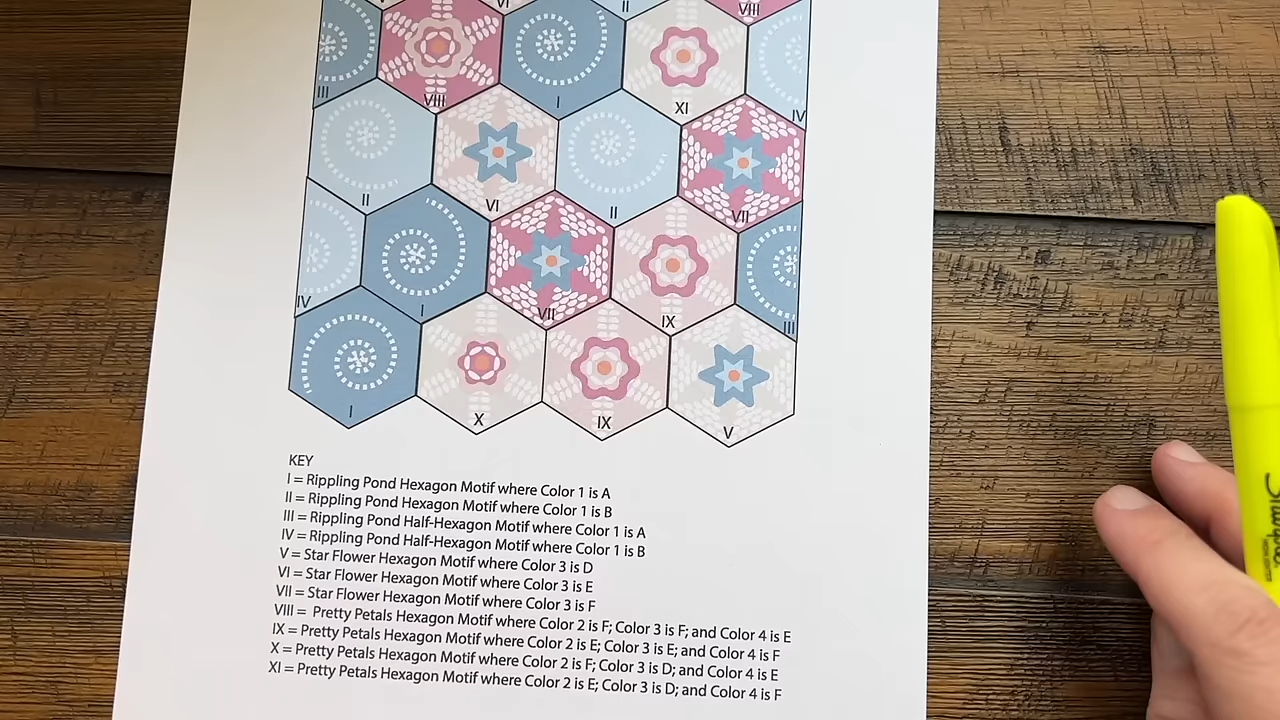 VI
II
VIII
III
VIII
I
XI
IV
II
VI
II
VII
IV
I
VII
IX
III
I
X
IX
V
KEY
I = Rippling Pond Hexagon Motif where Color 1 is A
II = Rippling Pond Hexagon Motif where Color 1 is B
III = Rippling Pond Half-Hexagon Motif where Color 1 is A
IV = Rippling Pond Half-Hexagon Motif where Color 1 is B
V = Star Flower Hexagon Motif where Color 3 is D
VI = Star Flower Hexagon Motif where Color 3 is E
VII = Star Flower Hexagon Motif where Color 3 is F
VIII = Pretty Petals Hexagon Motif where Color 2 is F; Color 3 is F; and Color 4 is E
IX = Pretty Petals Hexagon Motif where Color 2 is E; Color 3 is E; and Color 4 is F
X = Pretty Petals Hexagon Motif where Color 2 is F; Color 3 is D; and Color 4 is E
XI = Pretty Petals Hexagon Motif where Color 2 is E; Color 3 is D; and Color 4 is F